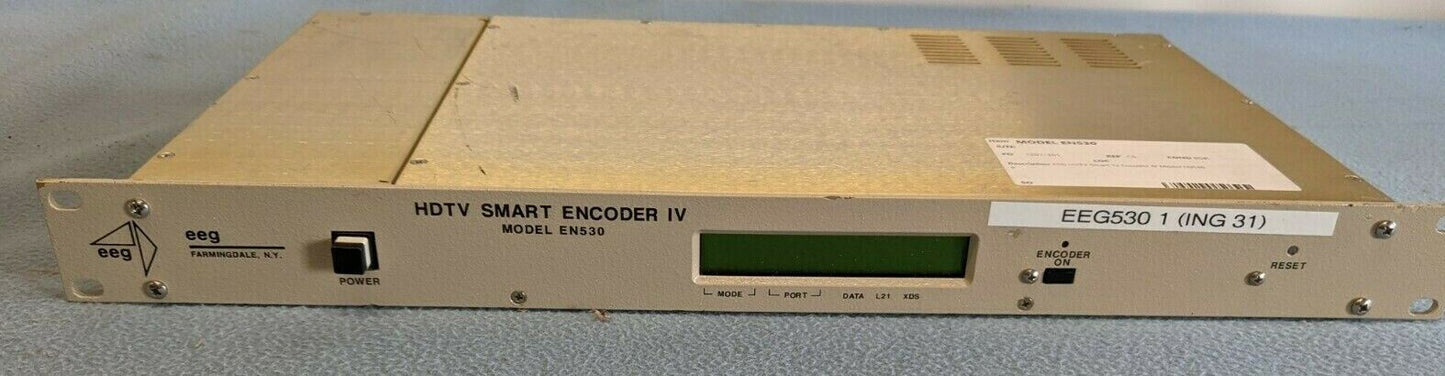 Item: MODEL EN530
eeg
eeg
FARMINGDALE, N.Y.
POWER
HDTV SMART ENCODER IV
MODEL EN530
MODE PORT DATA L21 XDS
EEG530 1 (ING 31)
ENCODER
ON
RESET